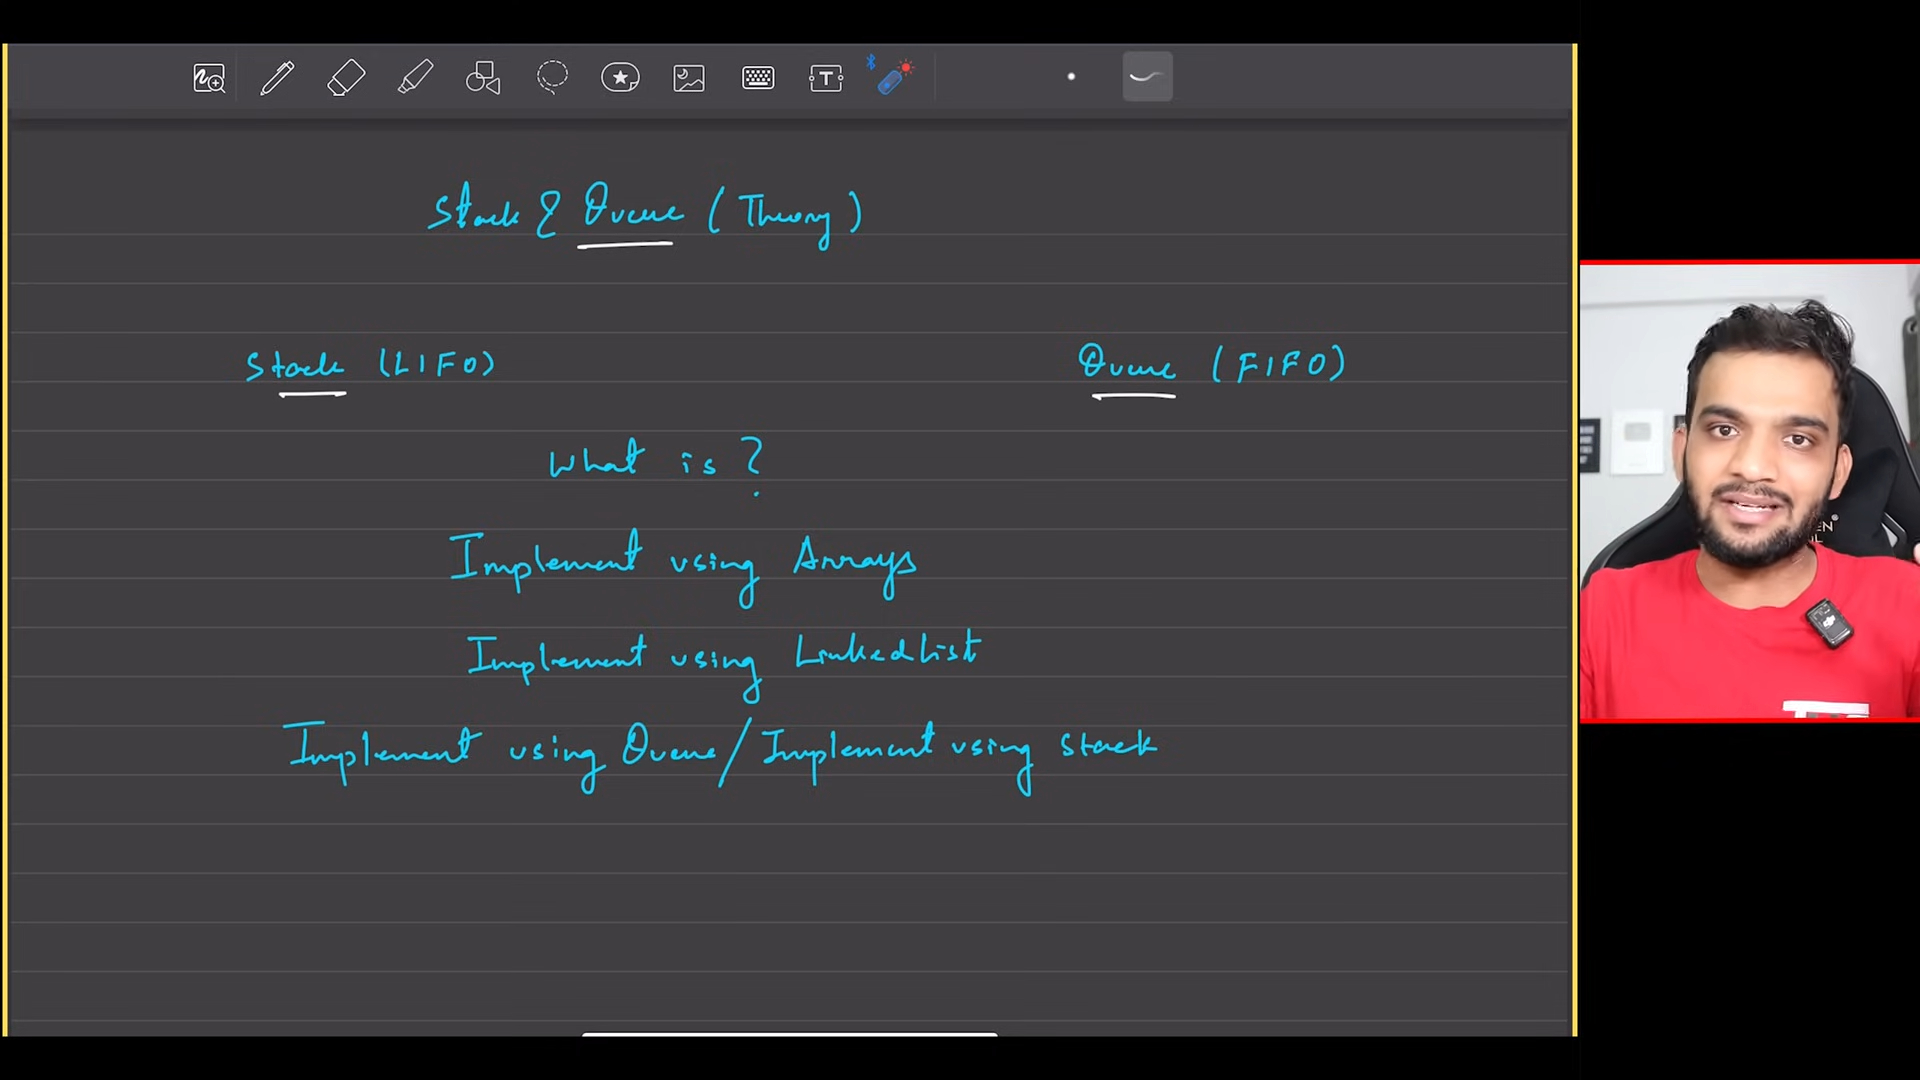 Stack & Queue (Theory)
Stack (LIFO)
Queue (FIFO)
What is ?
Implement using Arrays
Implement using LinkedList
Implement using Queue/Implement using stack